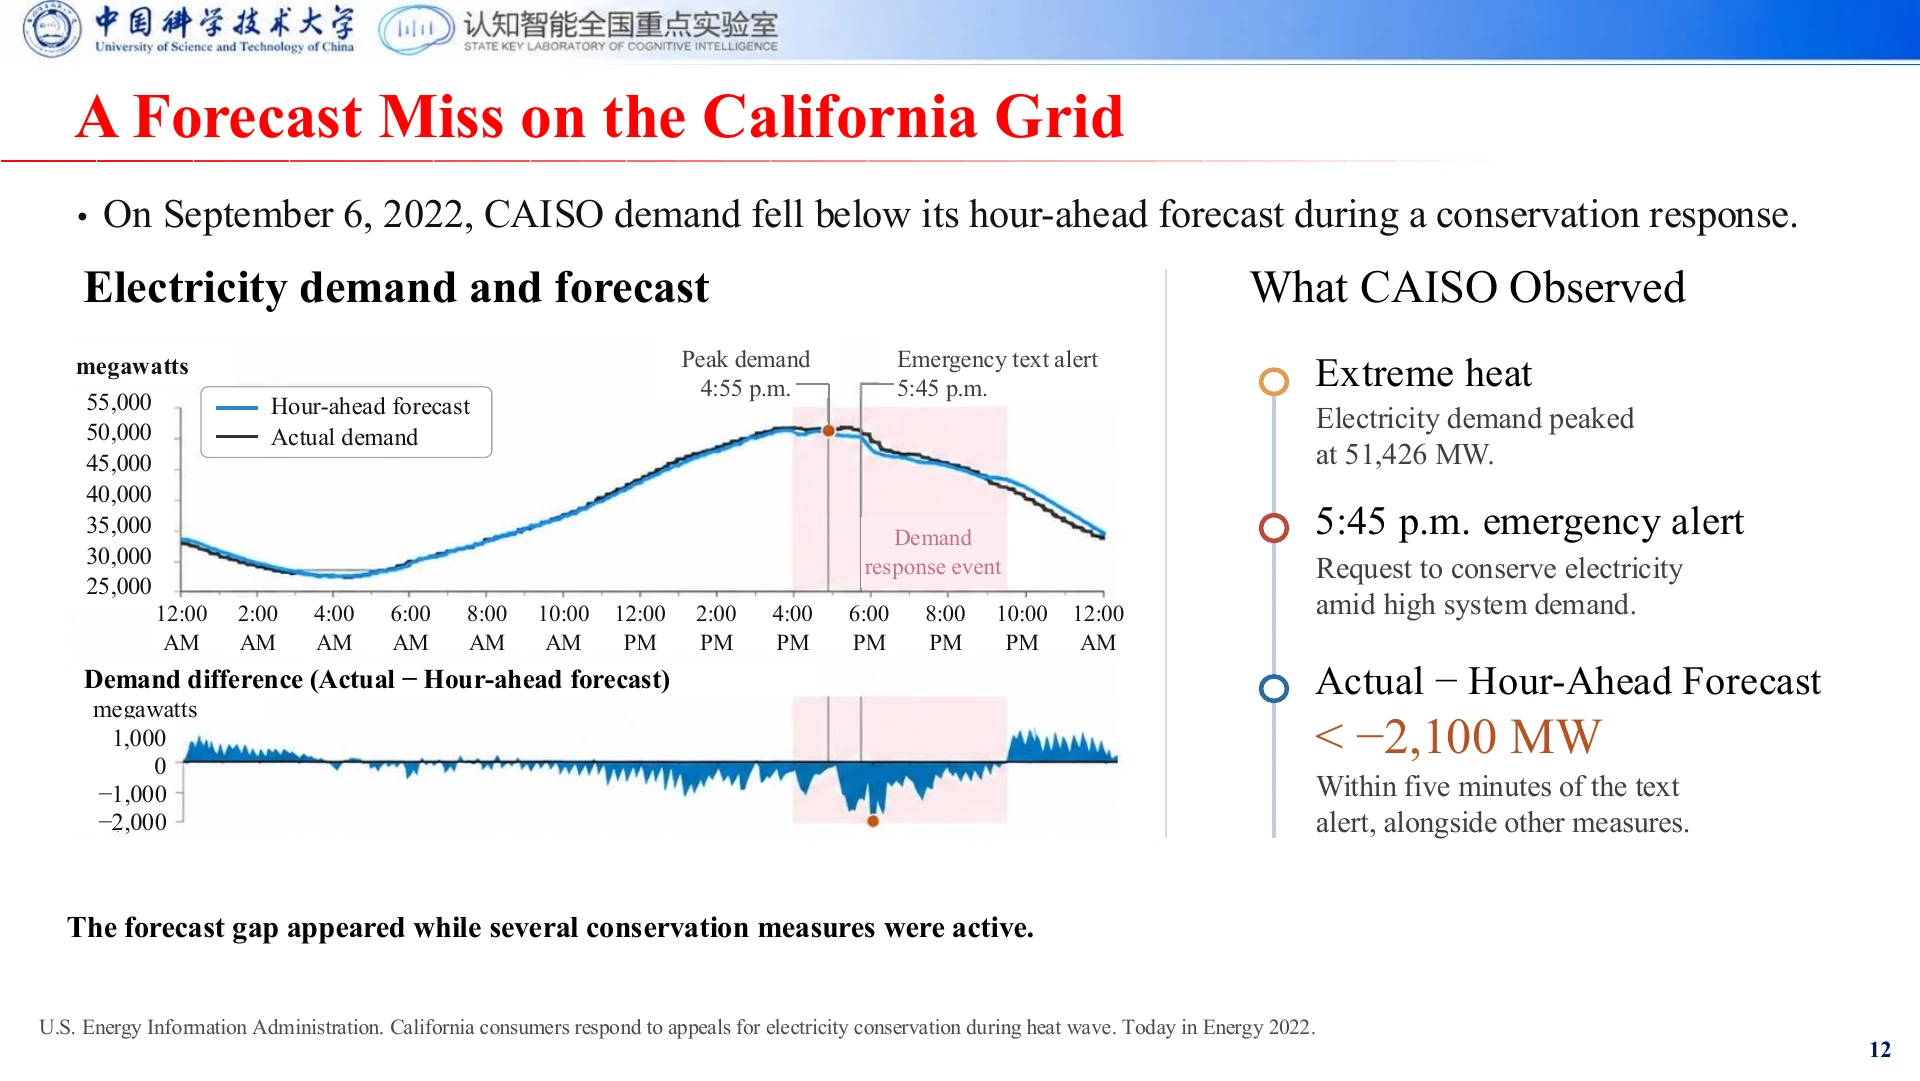 中国科学技术大学
University of Science and Technology of China
认知智能全国重点实验室
STATE KEY LABORATORY OF COGNITIVE INTELLIGENCE
A Forecast Miss on the California Grid
• On September 6, 2022, CAISO demand fell below its hour-ahead forecast during a conservation response.
Electricity demand and forecast
megawatts
Peak demand
4:55 p.m.
Emergency text alert
5:45 p.m.
Hour-ahead forecast
Actual demand
55,000
50,000
45,000
40,000
35,000
30,000
25,000
Demand
response event
12:00 2:00 4:00 6:00 8:00 10:00 12:00 2:00 4:00 6:00 8:00 10:00 12:00
AM AM AM AM AM AM PM PM PM PM PM PM AM
Demand difference (Actual − Hour-ahead forecast)
megawatts
1,000
0
−1,000
−2,000
What CAISO Observed
Extreme heat
Electricity demand peaked
at 51,426 MW.
5:45 p.m. emergency alert
Request to conserve electricity
amid high system demand.
Actual − Hour-Ahead Forecast
< −2,100 MW
Within five minutes of the text
alert, alongside other measures.
The forecast gap appeared while several conservation measures were active.
U.S. Energy Information Administration. California consumers respond to appeals for electricity conservation during heat wave. Today in Energy 2022.
12